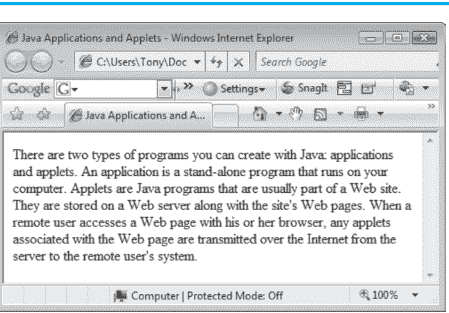 Java Applications and Applets - Windows Internet Explorer
C:\Users\Tony\Doc Search Google
Google G Settings SnagIt
Java Applications and A...
There are two types of programs you can create with Java: applications
and applets. An application is a stand-alone program that runs on your
computer. Applets are Java programs that are usually part of a Web site.
They are stored on a Web server along with the site's Web pages. When a
remote user accesses a Web page with his or her browser, any applets
associated with the Web page are transmitted over the Internet from the
server to the remote user's system.
Computer | Protected Mode: Off 100%